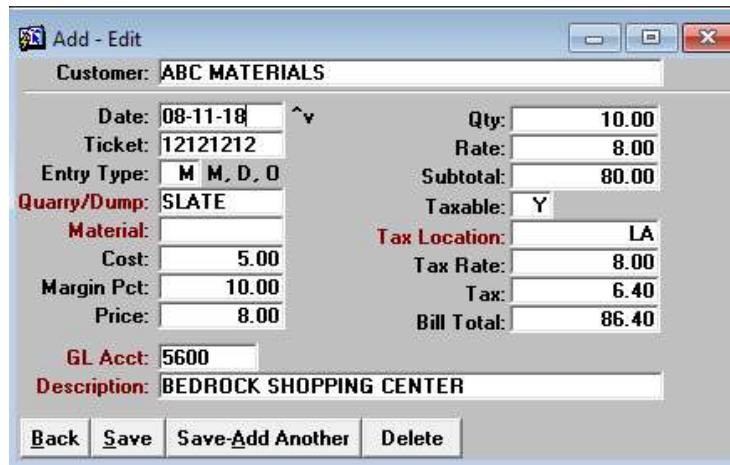 Add - Edit
Customer: ABC MATERIALS
Date: 08-11-18 ^v
Ticket: 12121212
Entry Type: M M, D, O
Quarry/Dump: SLATE
Material:
Cost: 5.00
Margin Pct: 10.00
Price: 8.00
Qty: 10.00
Rate: 8.00
Subtotal: 80.00
Taxable: Y
Tax Location: LA
Tax Rate: 8.00
Tax: 6.40
Bill Total: 86.40
GL Acct: 5600
Description: BEDROCK SHOPPING CENTER
Back Save Save-Add Another Delete